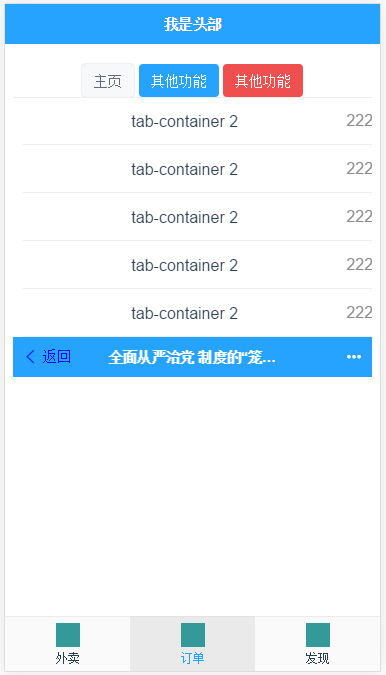 我是头部
主页 其他功能 其他功能
tab-container 2 222
tab-container 2 222
tab-container 2 222
tab-container 2 222
tab-container 2 222
返回 全面从严治党 制度的“笼... •••
外卖 订单 发现